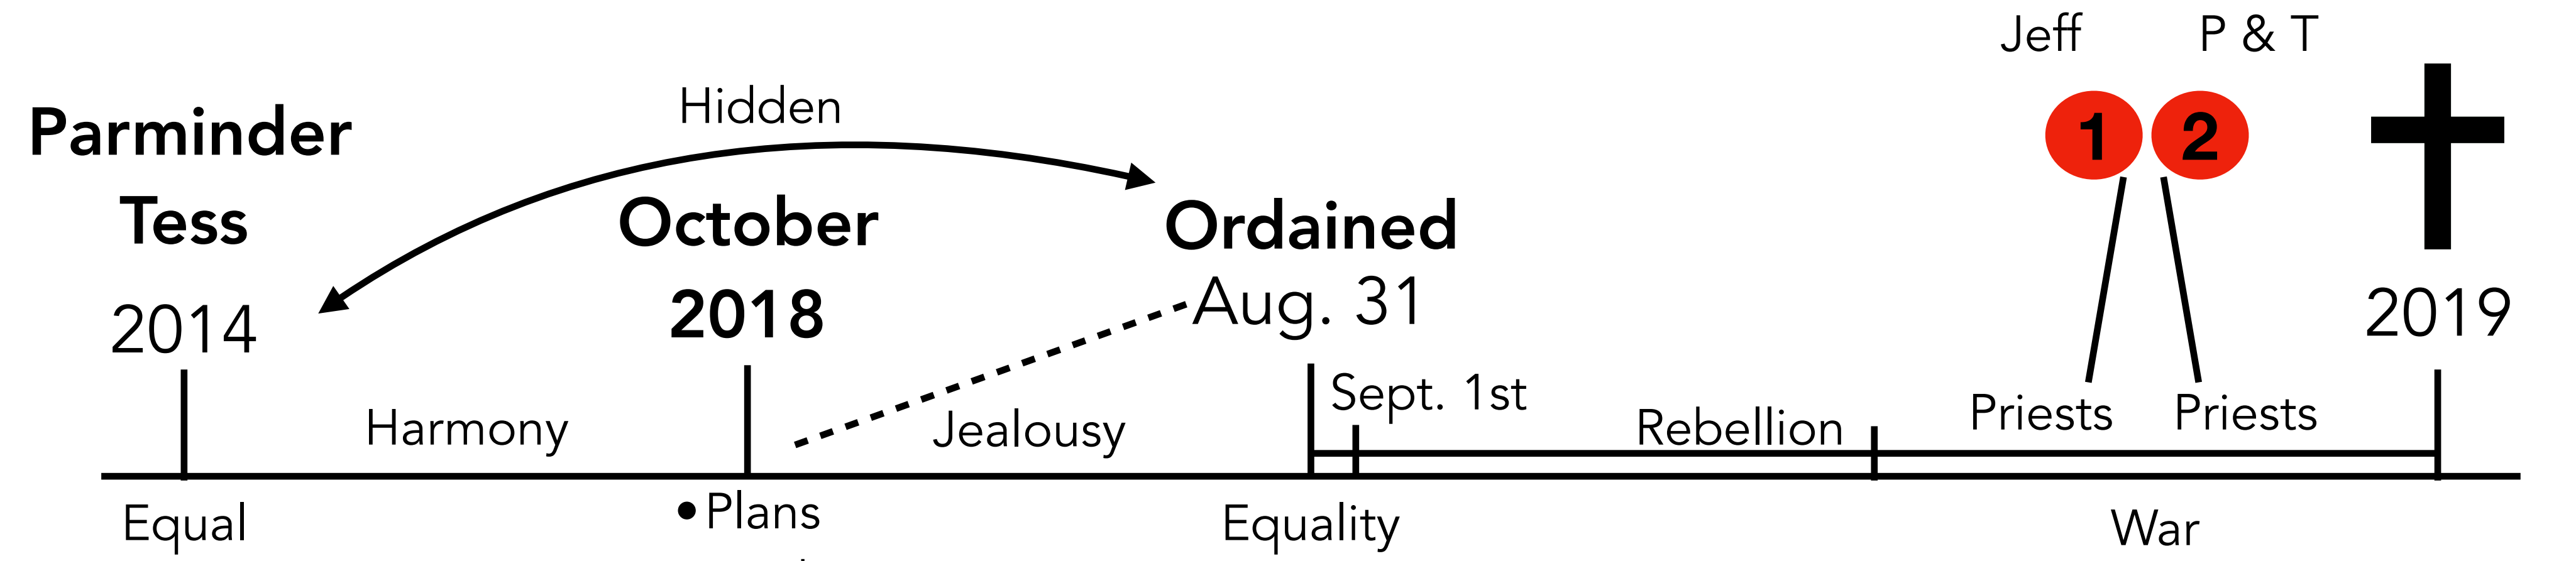 Jeff
P & T
Hidden
1
2
Parminder
Tess
2014
October
2018
Ordained
Aug. 31
2019
Sept. 1st
Harmony
Jealousy
Rebellion
Priests
Priests
Equal
• Plans
Equality
War